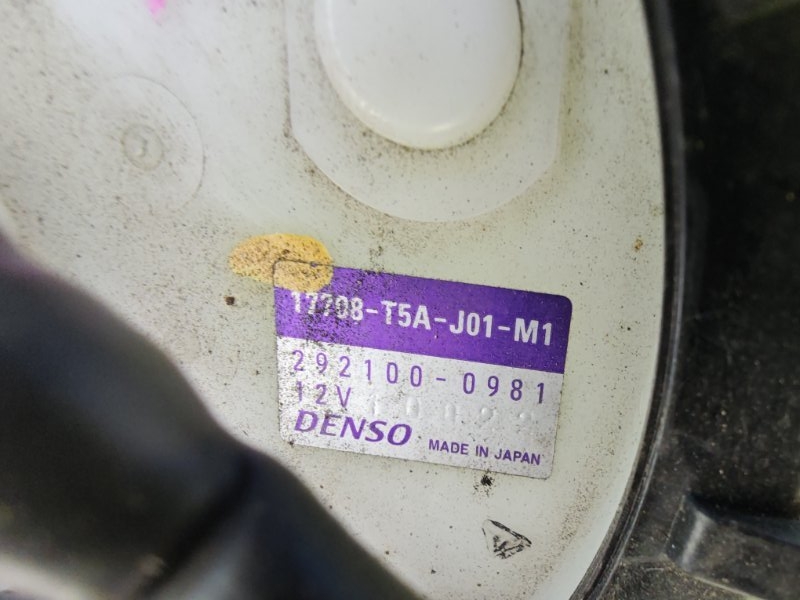 17708-T5A-J01-M1
292100-0981
12V
DENSO MADE IN JAPAN